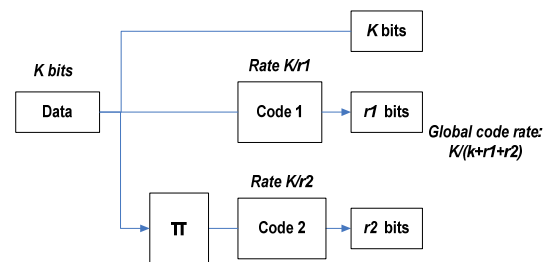 K bits
K bits
Rate K/r1
Data
Code 1
r1 bits
Global code rate:
K/(k+r1+r2)
Rate K/r2
π
Code 2
r2 bits